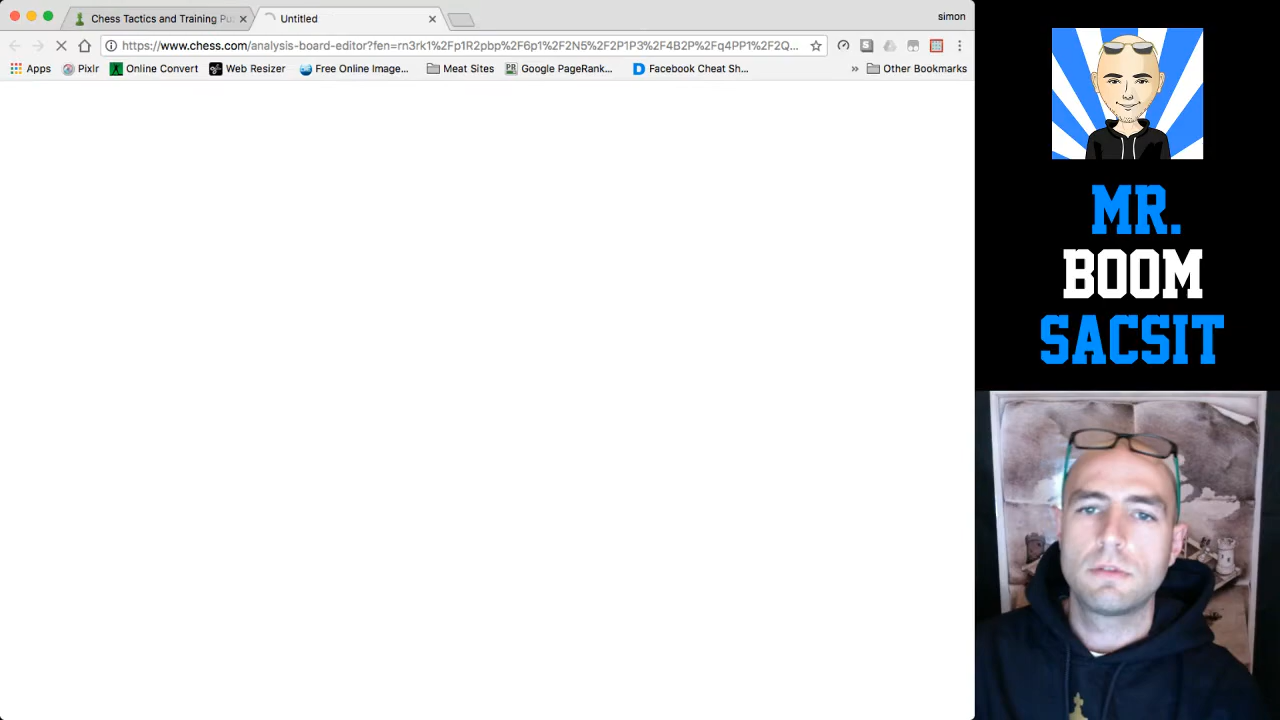 Chess Tactics and Training Pu
Untitled
simon
https://www.chess.com/analysis-board-editor?fen=rn3rk1%2Fp1R2pbp%2F6p1%2F2N5%2F2P1P3%2F4B2P%2Fq4PP1%2F2Q...
Apps
Pixlr
Online Convert
Web Resizer
Free Online Image...
Meat Sites
PR
Google PageRank...
Facebook Cheat Sh...
»
Other Bookmarks
MR.
BOOM
SACSIT